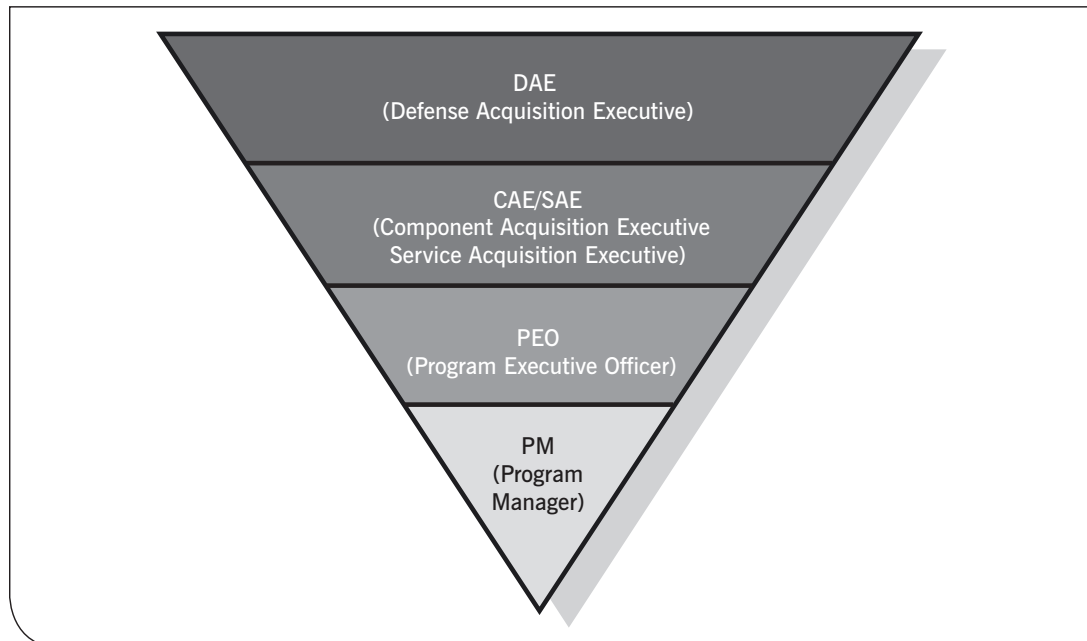 DAE
(Defense Acquisition Executive)
CAE/SAE
(Component Acquisition Executive
Service Acquisition Executive)
PEO
(Program Executive Officer)
PM
(Program
Manager)